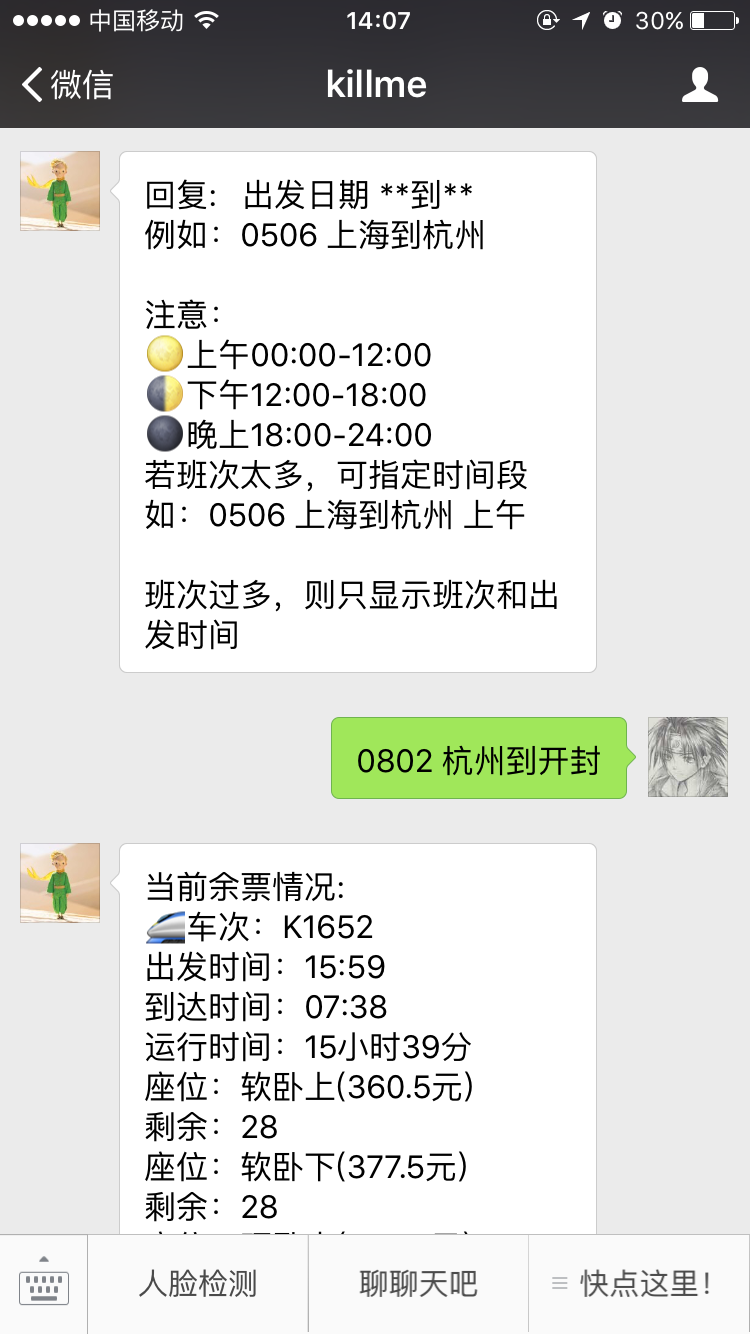 中国移动
14:07
30%
微信
killme
回复： 出发日期 **到**
例如：0506 上海到杭州
注意：
🌕上午00:00-12:00
🌓下午12:00-18:00
🌑晚上18:00-24:00
若班次太多，可指定时间段
如：0506 上海到杭州 上午
班次过多，则只显示班次和出
发时间
0802 杭州到开封
当前余票情况:
🚄车次：K1652
出发时间：15:59
到达时间：07:38
运行时间：15小时39分
座位：软卧上(360.5元)
剩余：28
座位：软卧下(377.5元)
剩余：28
人脸检测
聊聊天吧
快点这里！